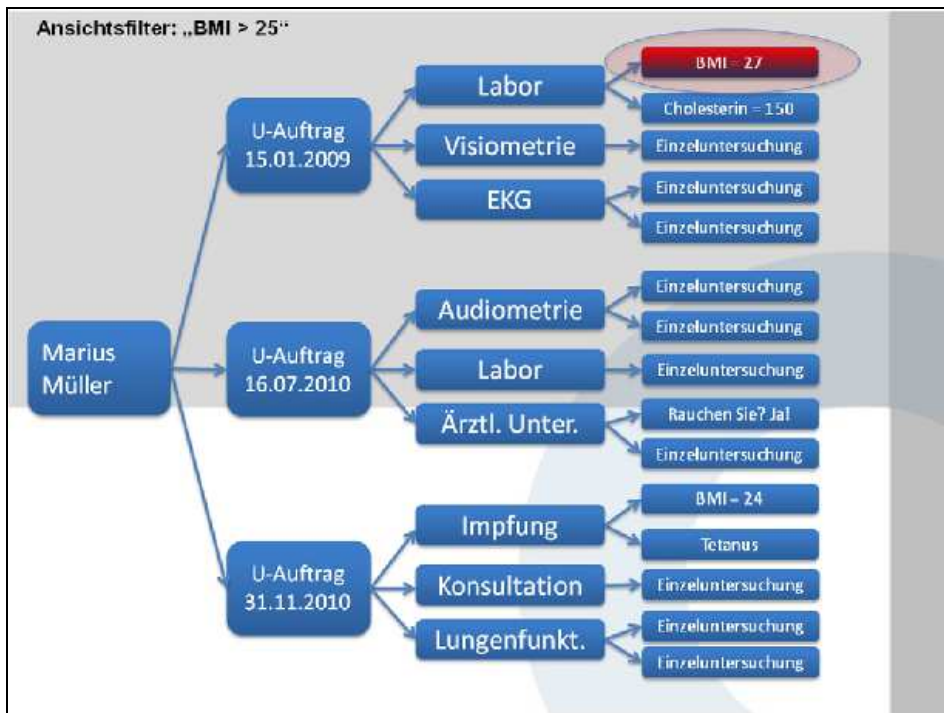 Ansichtsfilter: „BMI > 25“
Marius
Müller
U-Auftrag
15.01.2009
Labor
BMI = 27
Cholesterin = 150
Visiometrie
Einzeluntersuchung
EKG
Einzeluntersuchung
Einzeluntersuchung
U-Auftrag
16.07.2010
Audiometrie
Einzeluntersuchung
Einzeluntersuchung
Labor
Einzeluntersuchung
Ärztl. Unter.
Rauchen Sie? Ja!
Einzeluntersuchung
U-Auftrag
31.11.2010
Impfung
BMI = 24
Tetanus
Konsultation
Einzeluntersuchung
Lungenfunkt.
Einzeluntersuchung
Einzeluntersuchung